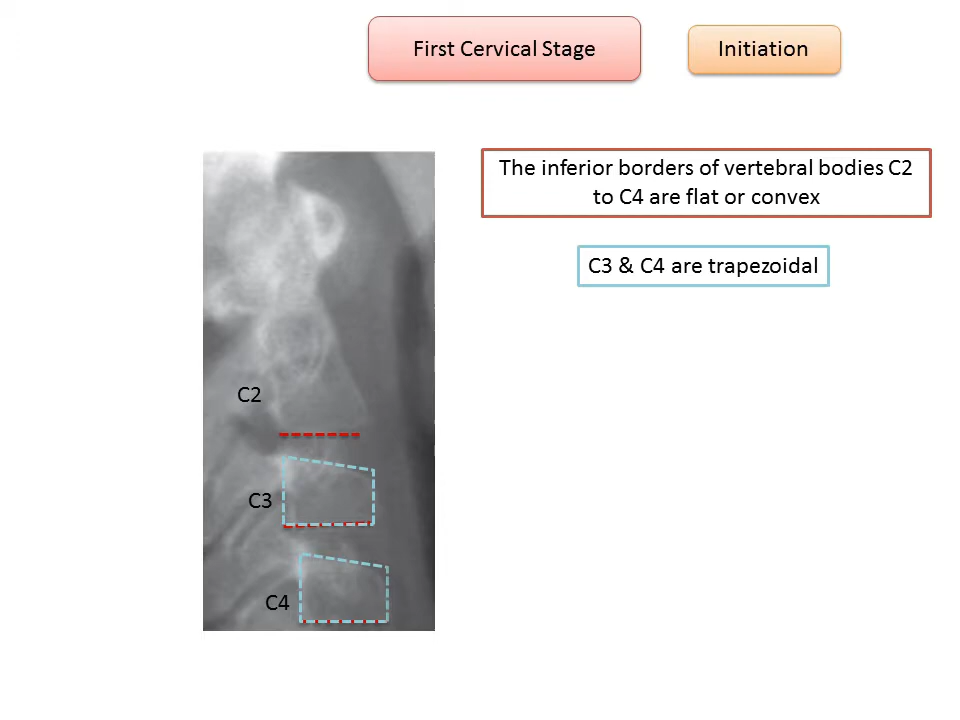 First Cervical Stage
Initiation
The inferior borders of vertebral bodies C2
to C4 are flat or convex
C3 & C4 are trapezoidal
C2
C3
C4